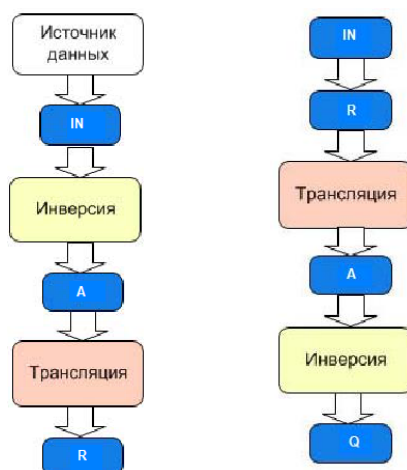 Источник
данных
IN
Инверсия
A
Трансляция
R
IN
R
Трансляция
A
Инверсия
Q